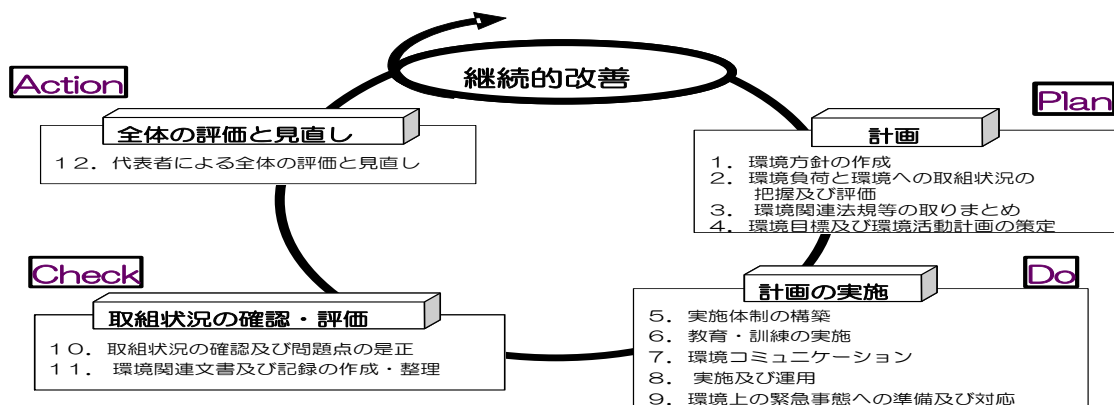 継続的改善
Action
全体の評価と見直し
12．代表者による全体の評価と見直し
Plan
計画
1．環境方針の作成
2．環境負荷と環境への取組状況の
把握及び評価
3．環境関連法規等の取りまとめ
4．環境目標及び環境活動計画の策定
Check
取組状況の確認・評価
10．取組状況の確認及び問題点の是正
11．環境関連文書及び記録の作成・整理
Do
計画の実施
5．実施体制の構築
6．教育・訓練の実施
7．環境コミュニケーション
8．実施及び運用
9．環境上の緊急事態への準備及び対応